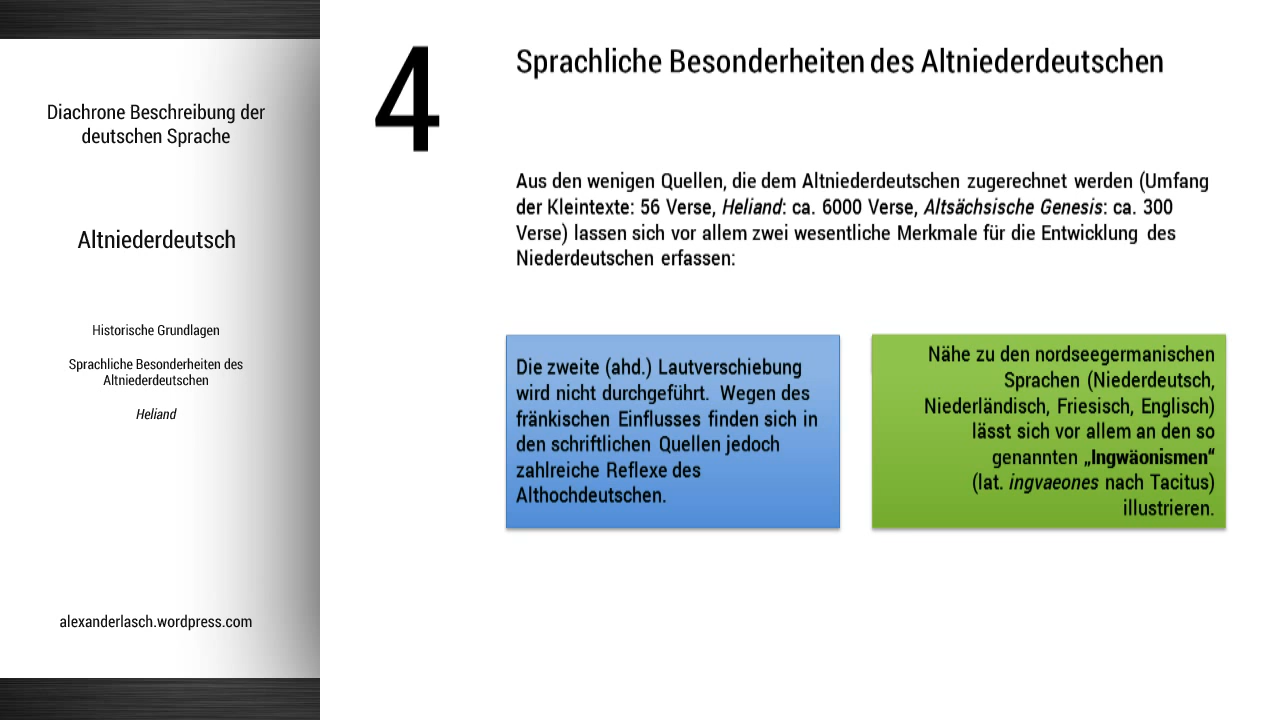 Diachrone Beschreibung der
deutschen Sprache
Altniederdeutsch
Historische Grundlagen
Sprachliche Besonderheiten des
Altniederdeutschen
Heliand
alexanderlasch.wordpress.com
4
Sprachliche Besonderheiten des Altniederdeutschen
Aus den wenigen Quellen, die dem Altniederdeutschen zugerechnet werden (Umfang
der Kleintexte: 56 Verse, Heliand: ca. 6000 Verse, Altsächsische Genesis: ca. 300
Verse) lassen sich vor allem zwei wesentliche Merkmale für die Entwicklung des
Niederdeutschen erfassen:
Die zweite (ahd.) Lautverschiebung
wird nicht durchgeführt. Wegen des
fränkischen Einflusses finden sich in
den schriftlichen Quellen jedoch
zahlreiche Reflexe des
Althochdeutschen.
Nähe zu den nordseegermanischen
Sprachen (Niederdeutsch,
Niederländisch, Friesisch, Englisch)
lässt sich vor allem an den so
genannten „Ingwäonismen“
(lat. ingvaeones nach Tacitus)
illustrieren.